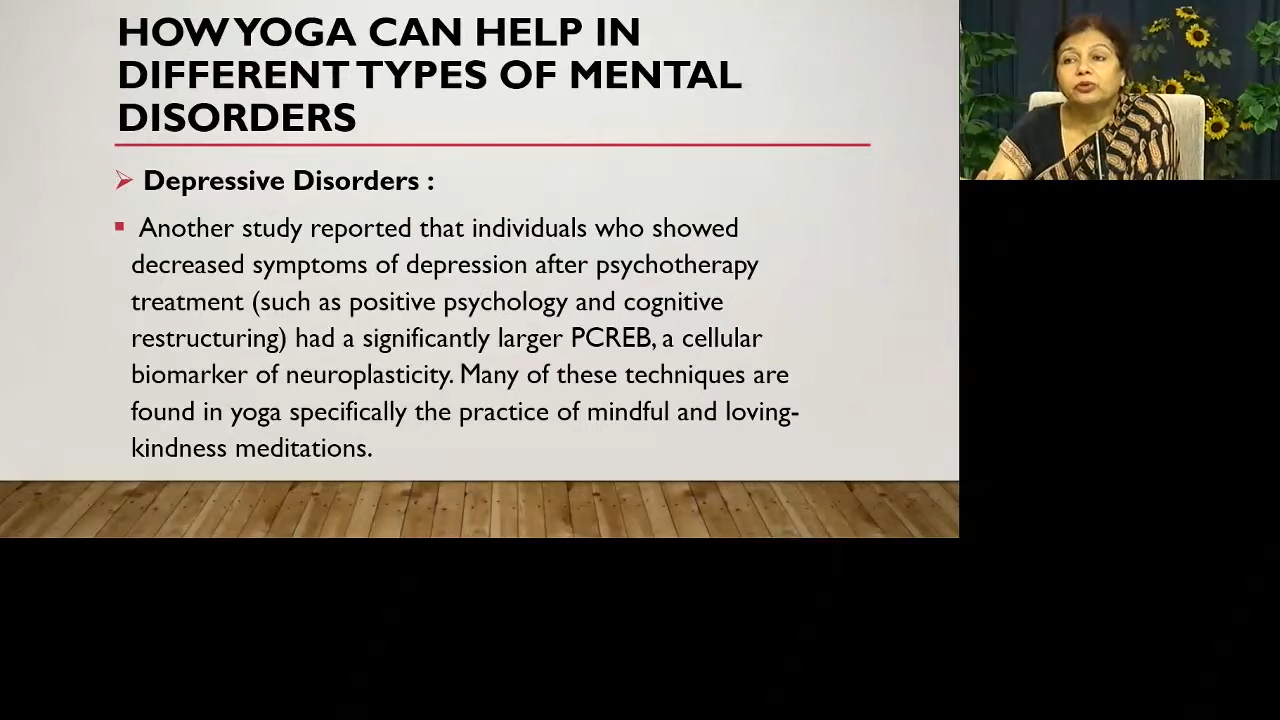 HOW YOGA CAN HELP IN
DIFFERENT TYPES OF MENTAL
DISORDERS
Depressive Disorders :
Another study reported that individuals who showed
decreased symptoms of depression after psychotherapy
treatment (such as positive psychology and cognitive
restructuring) had a significantly larger PCREB, a cellular
biomarker of neuroplasticity. Many of these techniques are
found in yoga specifically the practice of mindful and loving-
kindness meditations.